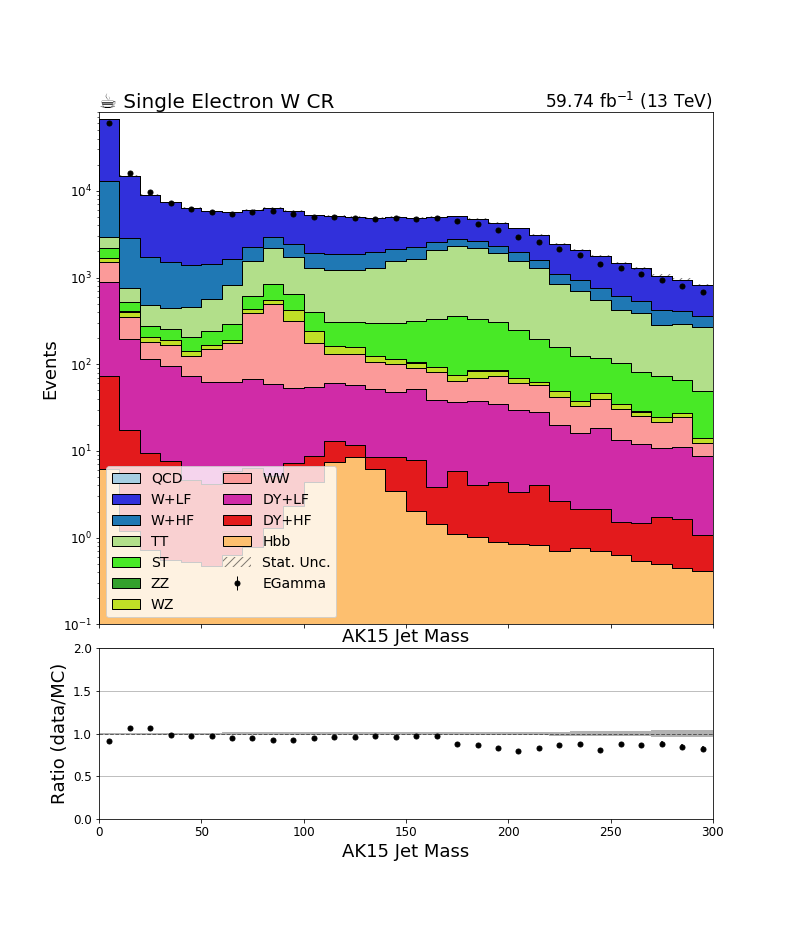 ☕ Single Electron W CR 59.74 fb⁻¹ (13 TeV)
Events
10⁴
10³
10²
10¹
10⁰
10⁻¹
QCD WW
W+LF DY+LF
W+HF DY+HF
TT Hbb
ST Stat. Unc.
ZZ EGamma
WZ
AK15 Jet Mass
Ratio (data/MC)
2.0
1.5
1.0
0.5
0.0
0 50 100 150 200 250 300
AK15 Jet Mass